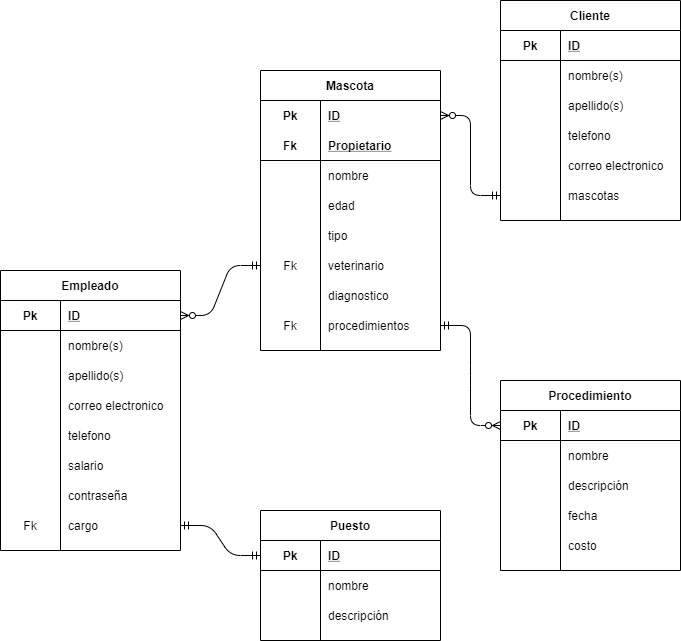 Cliente
Pk ID
nombre(s)
apellido(s)
telefono
correo electronico
mascotas
Mascota
Pk ID
Fk Propietario
nombre
edad
tipo
Fk veterinario
diagnostico
Fk procedimientos
Empleado
Pk ID
nombre(s)
apellido(s)
correo electronico
telefono
salario
contraseña
Fk cargo
Procedimiento
Pk ID
nombre
descripción
fecha
costo
Puesto
Pk ID
nombre
descripción